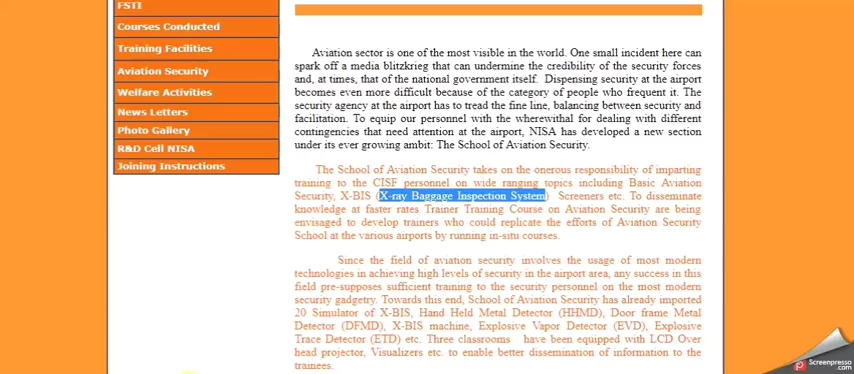 FSTI
Courses Conducted
Training Facilities
Aviation Security
Welfare Activities
News Letters
Photo Gallery
R&D Cell NISA
Joining Instructions
Aviation sector is one of the most visible in the world. One small incident here can
spark off a media blitzkrieg that can undermine the credibility of the security forces
and, at times, that of the national government itself. Dispensing security at the airport
becomes even more difficult because of the category of people who frequent it. The
security agency at the airport has to tread the fine line, balancing between security and
facilitation. To equip our personnel with the wherewithal for dealing with different
contingencies that need attention at the airport, NISA has developed a new section
under its ever growing ambit: The School of Aviation Security.
The School of Aviation Security takes on the onerous responsibility of imparting
training to the CISF personnel on wide ranging topics including Basic Aviation
Security, X-BIS (X-ray Baggage Inspection System) Screeners etc. To disseminate
knowledge at faster rates Trainer Training Course on Aviation Security are being
envisaged to develop trainers who could replicate the efforts of Aviation Security
School at the various airports by running in-situ courses.
Since the field of aviation security involves the usage of most modern
technologies in achieving high levels of security in the airport area, any success in this
field pre-supposes sufficient training to the security personnel on the most modern
security gadgetry. Towards this end, School of Aviation Security has already imported
20 Simulator of X-BIS, Hand Held Metal Detector (HHMD), Door frame Metal
Detector (DFMD), X-BIS machine, Explosive Vapor Detector (EVD), Explosive
Trace Detector (ETD) etc. Three classrooms have been equipped with LCD Over
head projector, Visualizers etc. to enable better dissemination of information to the
trainees.
Screenpresso
.com